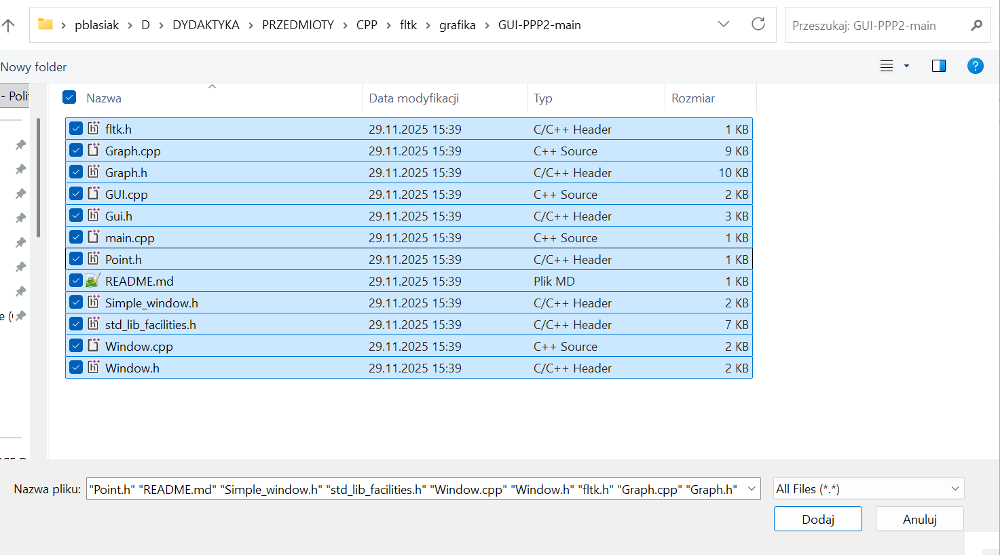 pblasiak > D > DYDAKTYKA > PRZEDMIOTY > CPP > fltk > grafika > GUI-PPP2-main
Przeszukaj: GUI-PPP2-main
Nowy folder
?
- Polit
Nazwa Data modyfikacji Typ Rozmiar
fltk.h 29.11.2025 15:39 C/C++ Header 1 KB
Graph.cpp 29.11.2025 15:39 C++ Source 9 KB
Graph.h 29.11.2025 15:39 C/C++ Header 10 KB
GUI.cpp 29.11.2025 15:39 C++ Source 2 KB
Gui.h 29.11.2025 15:39 C/C++ Header 3 KB
main.cpp 29.11.2025 15:39 C++ Source 1 KB
Point.h 29.11.2025 15:39 C/C++ Header 1 KB
README.md 29.11.2025 15:39 Plik MD 1 KB
Simple_window.h 29.11.2025 15:39 C/C++ Header 2 KB
e (
std_lib_facilities.h 29.11.2025 15:39 C/C++ Header 7 KB
Window.cpp 29.11.2025 15:39 C++ Source 2 KB
Window.h 29.11.2025 15:39 C/C++ Header 2 KB
Nazwa pliku: "Point.h" "README.md" "Simple_window.h" "std_lib_facilities.h" "Window.cpp" "Window.h" "fltk.h" "Graph.cpp" "Graph.h"
All Files (*.*)
Dodaj Anuluj